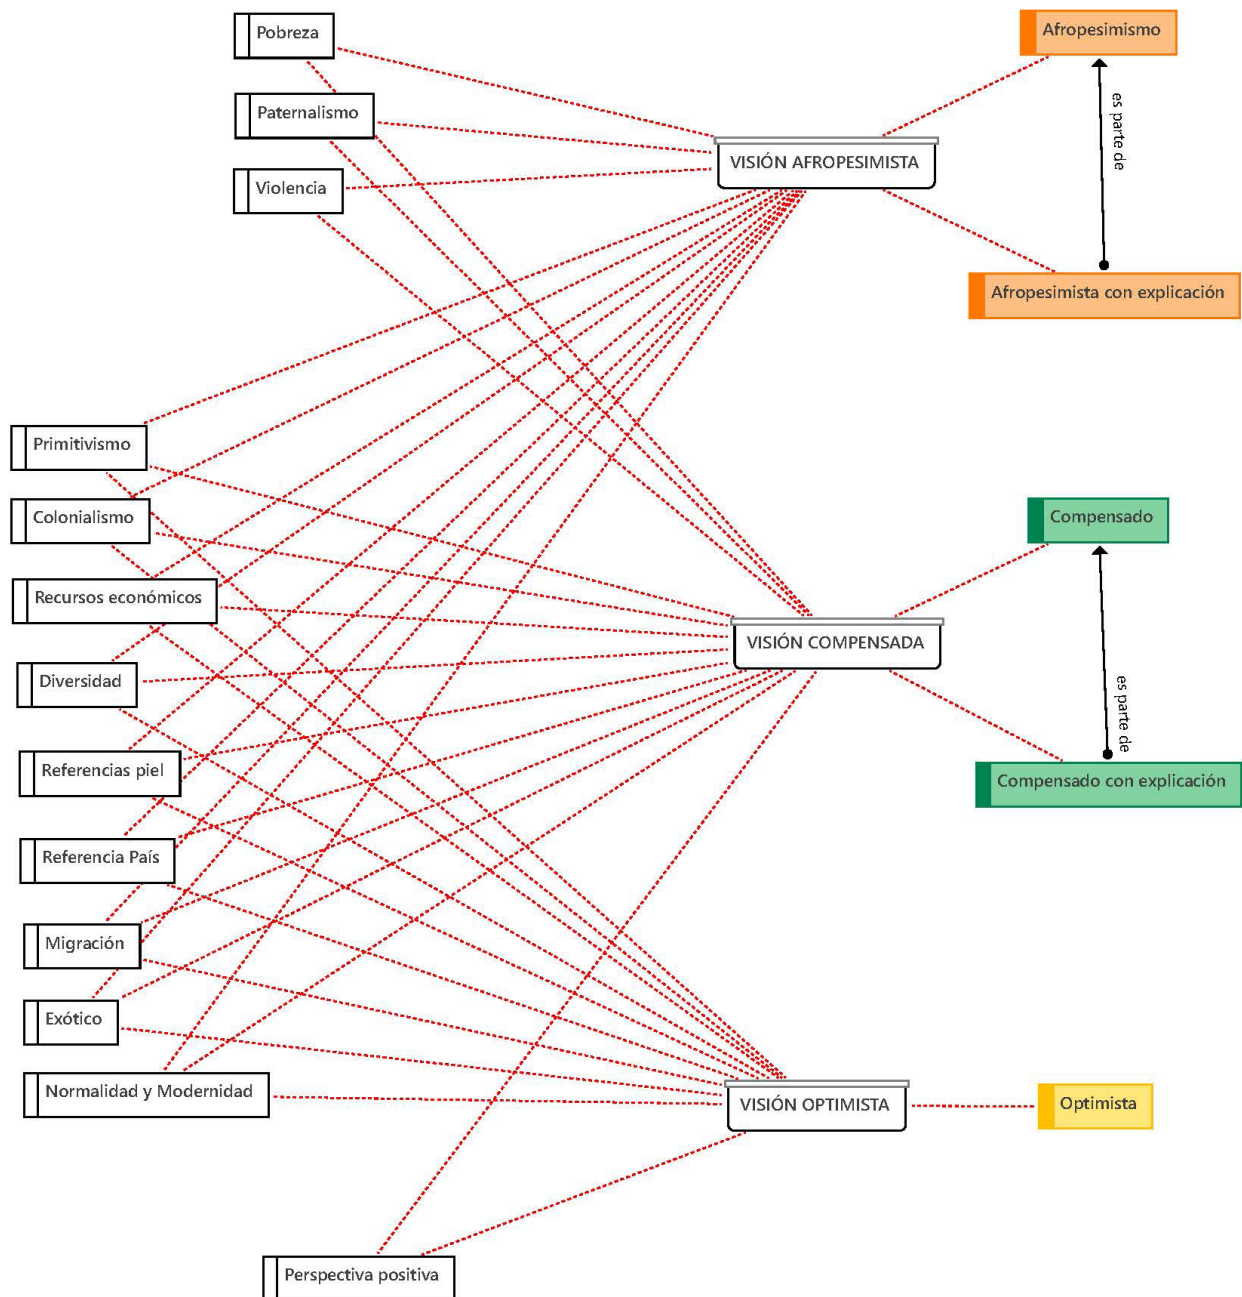 Pobreza
Afropesimismo
Paternalismo
es parte de
VISIÓN AFROPESIMISTA
Violencia
Afropesimista con explicación
Primitivismo
Colonialismo
Compensado
Recursos económicos
VISIÓN COMPENSADA
Diversidad
es parte de
Referencias piel
Compensado con explicación
Referencia País
Migración
Exótico
Normalidad y Modernidad
VISIÓN OPTIMISTA
Optimista
Perspectiva positiva